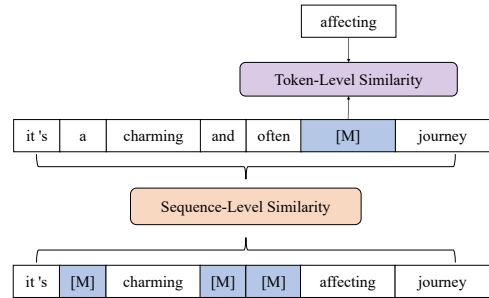 affecting
Token-Level Similarity
it 's a charming and often [M] journey
Sequence-Level Similarity
it 's [M] charming [M] [M] affecting journey